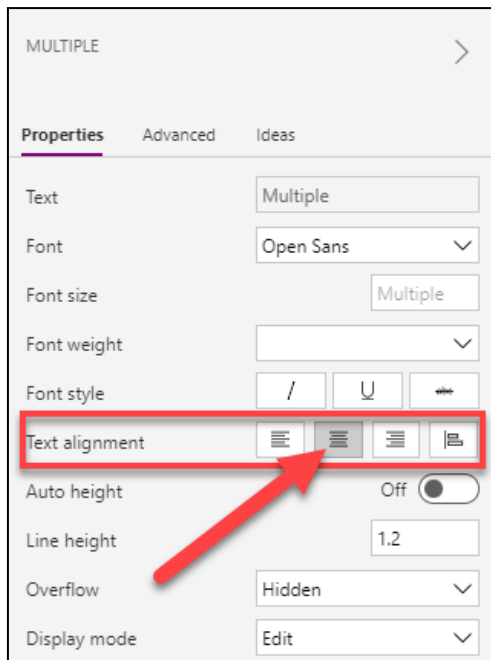 MULTIPLE
Properties Advanced Ideas
Text Multiple
Font Open Sans
Font size Multiple
Font weight
Font style / U abc
Text alignment
Auto height Off
Line height 1.2
Overflow Hidden
Display mode Edit